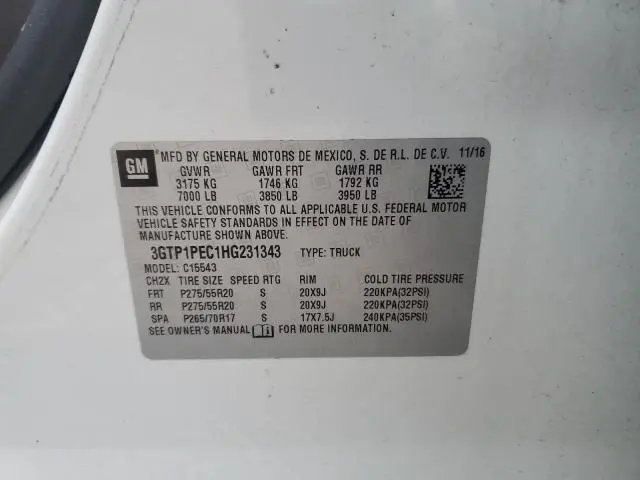 GM
® MFD BY GENERAL MOTORS DE MEXICO, S. DE R.L. DE C.V. 11/16
GVWR GAWR FRT GAWR RR
3175 KG 1746 KG 1792 KG
7000 LB 3850 LB 3950 LB
THIS VEHICLE CONFORMS TO ALL APPLICABLE U.S. FEDERAL MOTOR
VEHICLE SAFETY STANDARDS IN EFFECT ON THE DATE OF
MANUFACTURE SHOWN ABOVE.
3GTP1PEC1HG231343 TYPE: TRUCK
MODEL: C15543
CH2X TIRE SIZE SPEED RTG RIM COLD TIRE PRESSURE
FRT P275/55R20 S 20X9J 220KPA(32PSI)
RR P275/55R20 S 20X9J 220KPA(32PSI)
SPA P265/70R17 S 17X7.5J 240KPA(35PSI)
SEE OWNER'S MANUAL FOR MORE INFORMATION.